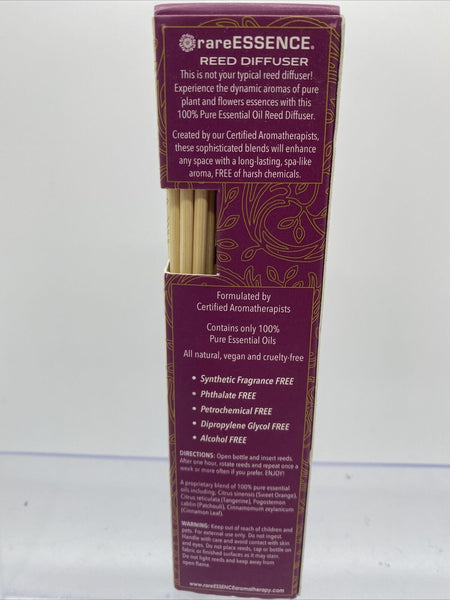 rareESSENCE®
REED DIFFUSER
This is not your typical reed diffuser!
Experience the dynamic aromas of pure
plant and flowers essences with this
100% Pure Essential Oil Reed Diffuser.
Created by our Certified Aromatherapists,
these sophisticated blends will enhance
any space with a long-lasting, spa-like
aroma, FREE of harsh chemicals.
Formulated by
Certified Aromatherapists
Contains only 100%
Pure Essential Oils
All natural, vegan and cruelty-free
• Synthetic Fragrance FREE
• Phthalate FREE
• Petrochemical FREE
• Dipropylene Glycol FREE
• Alcohol FREE
DIRECTIONS: Open bottle and insert reeds.
After one hour, rotate reeds and repeat once a
week or more often if you prefer. ENJOY!
A proprietary blend of 100% pure essential
oils including, Citrus sinensis (Sweet Orange),
Citrus reticulata (Tangerine), Pogostemon
cablin (Patchouli), Cinnamomum zeylanicum
(Cinnamon Leaf).
WARNING: Keep out of reach of children and
pets. For external use only. Do not ingest.
Handle with care and avoid contact with skin
and eyes. Do not place reeds, cap or bottle on
fabric or finished surfaces as it may stain.
Do not light reeds and keep away from
open flame.
www.rareESSENCEaromatherapy.com